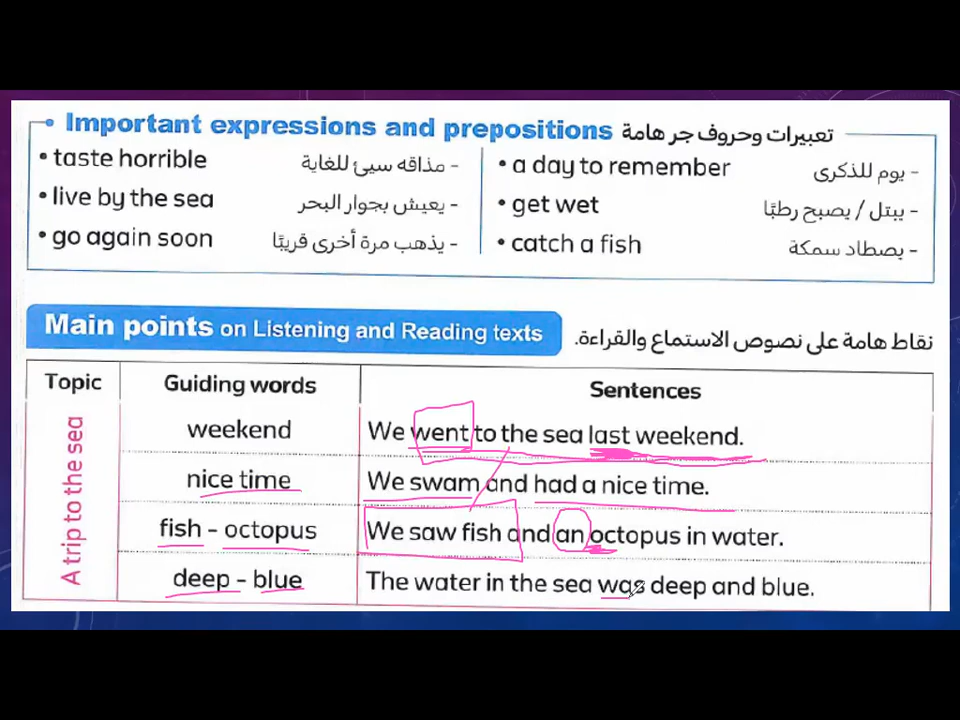 Important expressions and prepositions تعبيرات وحروف جر هامة
• taste horrible - مذاقه سيئ للغاية
• live by the sea - يعيش بجوار البحر
• go again soon - يذهب مرة أخرى قريبًا
• a day to remember - يوم للذكرى
• get wet - يبتل / يصبح رطبًا
• catch a fish - يصطاد سمكة
Main points on Listening and Reading texts نقاط هامة على نصوص الاستماع والقراءة.
Topic Guiding words Sentences
A trip to the sea
weekend We went to the sea last weekend.
nice time We swam and had a nice time.
fish - octopus We saw fish and an octopus in water.
deep - blue The water in the sea was deep and blue.